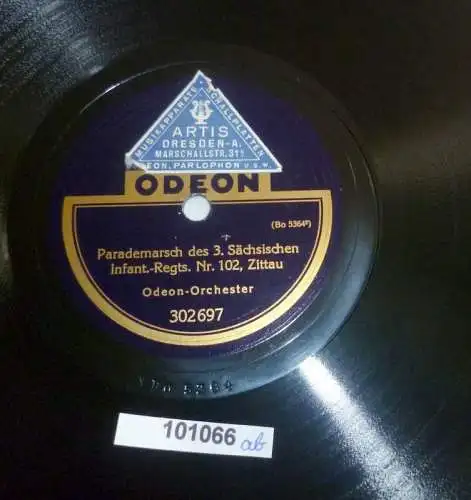 MUSIKAPPARATE SCHALLPLATTEN
ARTIS
DRESDEN-A.
MARSCHALLSTR. 31
ODEON, PARLOPHON U.S.W.
ODEON
(Bo 5364²)
Parademarsch des 3. Sächsischen
Infant.-Regts. Nr. 102, Zittau
Odeon-Orchester
302697
5364
101066 ab